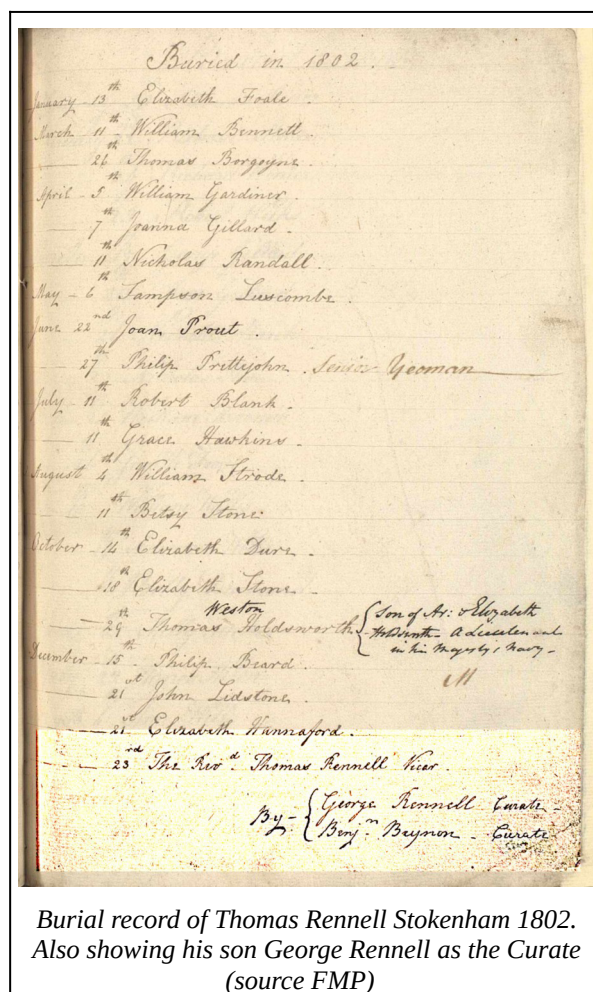 Buried in 1802.
January 13th Elizabeth Foale.
March 11th William Bennett.
26th Thomas Borgoyne.
April - 5th William Gardiner.
7th Joanna Gillard.
11th Nicholas Randall.
May - 6th Sampson Luscombe.
June 22nd Joan Prout.
27th Philip Prettijohn. Senior Yeoman
July - 11th Robert Blank.
11th Grace Hawkins.
August 4th William Strode.
11th Betsy Stone.
October - 14th Elizabeth Dure.
18th Elizabeth Stone.
Weston
29th Thomas Holdsworth { Son of Ar: & Elizabeth
Holdsworth A Lieutenant
in his Majesty's Navy -
December - 15th Philip Beard.
21st John Lidstone.
21st Elizabeth Hannaford.
23rd The Revd. Thomas Rennell Vicar.
By - { George Rennell Curate -
Benjn Beynon - Curate
Burial record of Thomas Rennell Stokenham 1802.
Also showing his son George Rennell as the Curate
(source FMP)